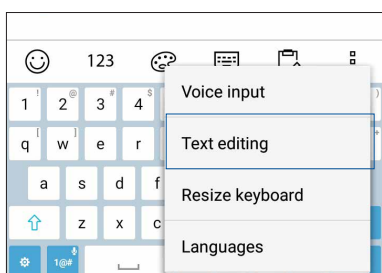 123
Voice input
1 ! 2 @ 3 # 4 $ )
Text editing
q [ w ] e r +
Resize keyboard
a s d f
z x c
Languages
1@#